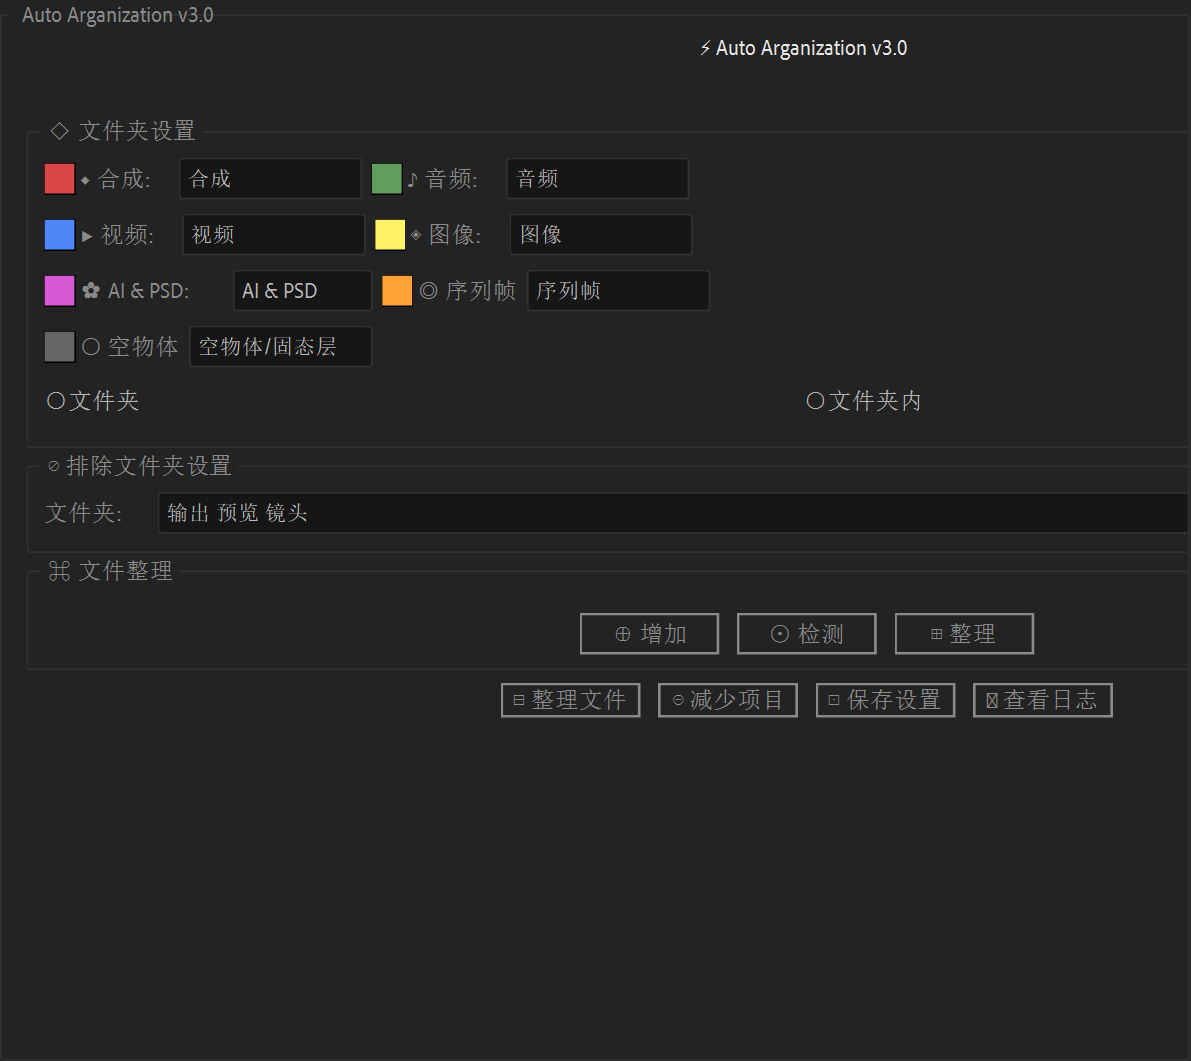 Auto Arganization v3.0
⚡ Auto Arganization v3.0
◇ 文件夹设置
◆ 合成: 合成 ♪ 音频: 音频
▶ 视频: 视频 ◈ 图像: 图像
✿ AI & PSD: AI & PSD ◎ 序列帧 序列帧
○ 空物体 空物体/固态层
○文件夹 ○文件夹内
⊘ 排除文件夹设置
文件夹: 输出 预览 镜头
⌘ 文件整理
⊕ 增加 ⊙ 检测 ⊞ 整理
⊟ 整理文件 ⊝ 减少项目 ⊡ 保存设置 查看日志